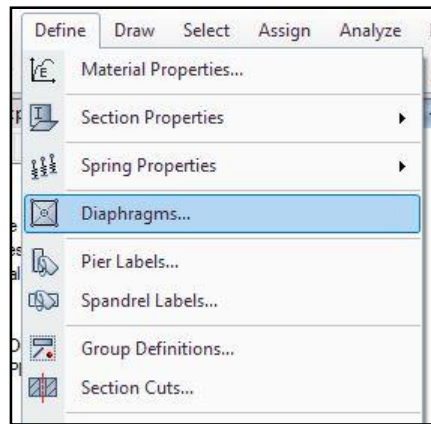 Define Draw Select Assign Analyze
Material Properties...
Section Properties
Spring Properties
Diaphragms...
Pier Labels...
Spandrel Labels...
Group Definitions...
Section Cuts...